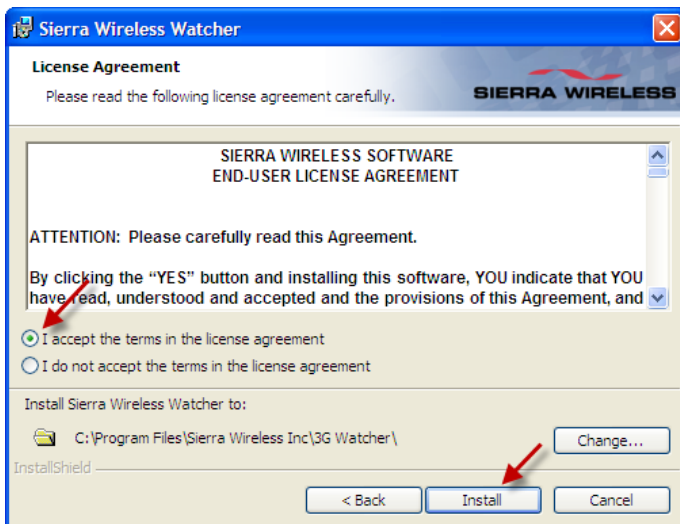 Sierra Wireless Watcher
License Agreement
Please read the following license agreement carefully.
SIERRA WIRELESS
SIERRA WIRELESS SOFTWARE
END-USER LICENSE AGREEMENT
ATTENTION: Please carefully read this Agreement.
By clicking the “YES” button and installing this software, YOU indicate that YOU
have read, understood and accepted and the provisions of this Agreement, and
I accept the terms in the license agreement
I do not accept the terms in the license agreement
Install Sierra Wireless Watcher to:
C:\Program Files\Sierra Wireless Inc\3G Watcher\
Change...
InstallShield
< Back
Install
Cancel